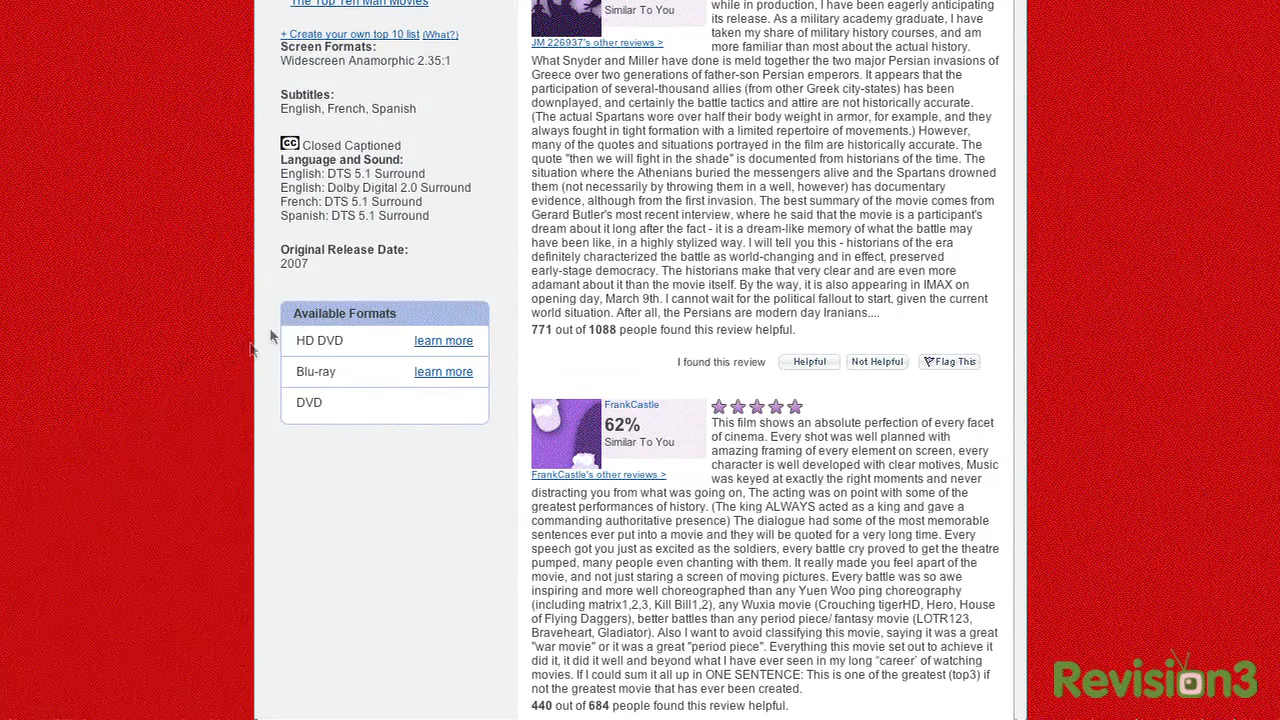 The Top Ten Man Movies
+ Create your own top 10 list (What?)
Screen Formats:
Widescreen Anamorphic 2.35:1
Subtitles:
English, French, Spanish
cc Closed Captioned
Language and Sound:
English: DTS 5.1 Surround
English: Dolby Digital 2.0 Surround
French: DTS 5.1 Surround
Spanish: DTS 5.1 Surround
Original Release Date:
2007
Available Formats
HD DVD learn more
Blu-ray learn more
DVD
Similar To You
JM 226937's other reviews >
while in production, I have been eagerly anticipating
its release. As a military academy graduate, I have
taken my share of military history courses, and am
more familiar than most about the actual history.
What Snyder and Miller have done is meld together the two major Persian invasions of
Greece over two generations of father-son Persian emperors. It appears that the
participation of several-thousand allies (from other Greek city-states) has been
downplayed, and certainly the battle tactics and attire are not historically accurate.
(The actual Spartans wore over half their body weight in armor, for example, and they
always fought in tight formation with a limited repertoire of movements.) However,
many of the quotes and situations portrayed in the film are historically accurate. The
quote "then we will fight in the shade" is documented from historians of the time. The
situation where the Athenians buried the messengers alive and the Spartans drowned
them (not necessarily by throwing them in a well, however) has documentary
evidence, although from the first invasion. The best summary of the movie comes from
Gerard Butler's most recent interview, where he said that the movie is a participant's
dream about it long after the fact - it is a dream-like memory of what the battle may
have been like, in a highly stylized way. I will tell you this - historians of the era
definitely characterized the battle as world-changing and in effect, preserved
early-stage democracy. The historians make that very clear and are even more
adamant about it than the movie itself. By the way, it is also appearing in IMAX on
opening day, March 9th. I cannot wait for the political fallout to start, given the current
world situation. After all, the Persians are modern day Iranians....
771 out of 1088 people found this review helpful.
I found this review Helpful Not Helpful Flag This
FrankCastle
62%
Similar To You
FrankCastle's other reviews >
This film shows an absolute perfection of every facet
of cinema. Every shot was well planned with
amazing framing of every element on screen, every
character is well developed with clear motives, Music
was keyed at exactly the right moments and never
distracting you from what was going on, The acting was on point with some of the
greatest performances of history. (The king ALWAYS acted as a king and gave a
commanding authoritative presence) The dialogue had some of the most memorable
sentences ever put into a movie and they will be quoted for a very long time. Every
speech got you just as excited as the soldiers, every battle cry proved to get the theatre
pumped, many people even chanting with them. It really made you feel apart of the
movie, and not just staring a screen of moving pictures. Every battle was so awe
inspiring and more well choreographed than any Yuen Woo ping choreography
(including matrix1,2,3, Kill Bill1,2), any Wuxia movie (Crouching tigerHD, Hero, House
of Flying Daggers), better battles than any period piece/ fantasy movie (LOTR123,
Braveheart, Gladiator). Also I want to avoid classifying this movie, saying it was a great
"war movie" or it was a great "period piece". Everything this movie set out to achieve it
did it, it did it well and beyond what I have ever seen in my long "career' of watching
movies. If I could sum it all up in ONE SENTENCE: This is one of the greatest (top3) if
not the greatest movie that has ever been created.
440 out of 684 people found this review helpful.
Revision3